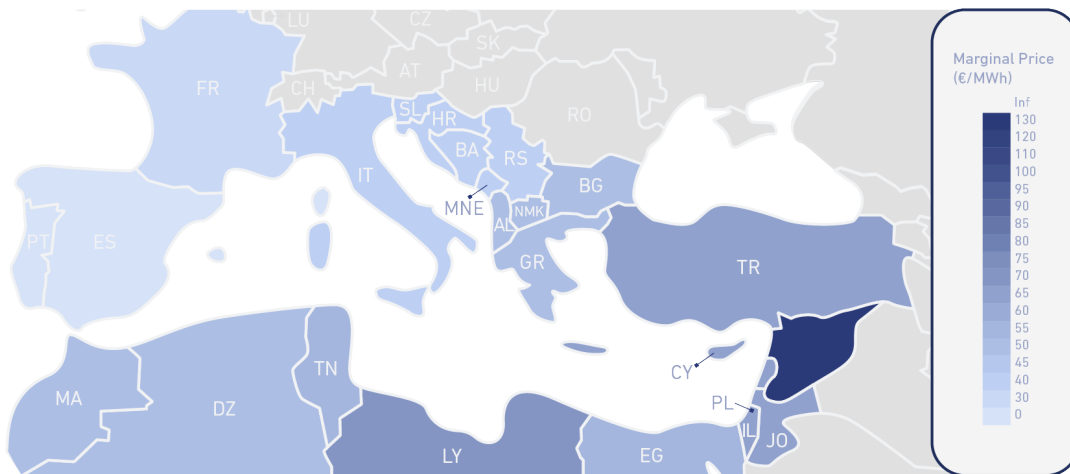 LU
CZ
SK
AT
HU
CH
FR
RO
SL
HR
BA
RS
IT
BG
MNE
NMK
AL
PT
ES
GR
TR
CY
TN
MA
DZ
PL
IL
JO
LY
EG
Marginal Price
(€/MWh)
Inf
130
120
110
100
95
90
85
80
75
70
65
60
55
50
45
40
30
0